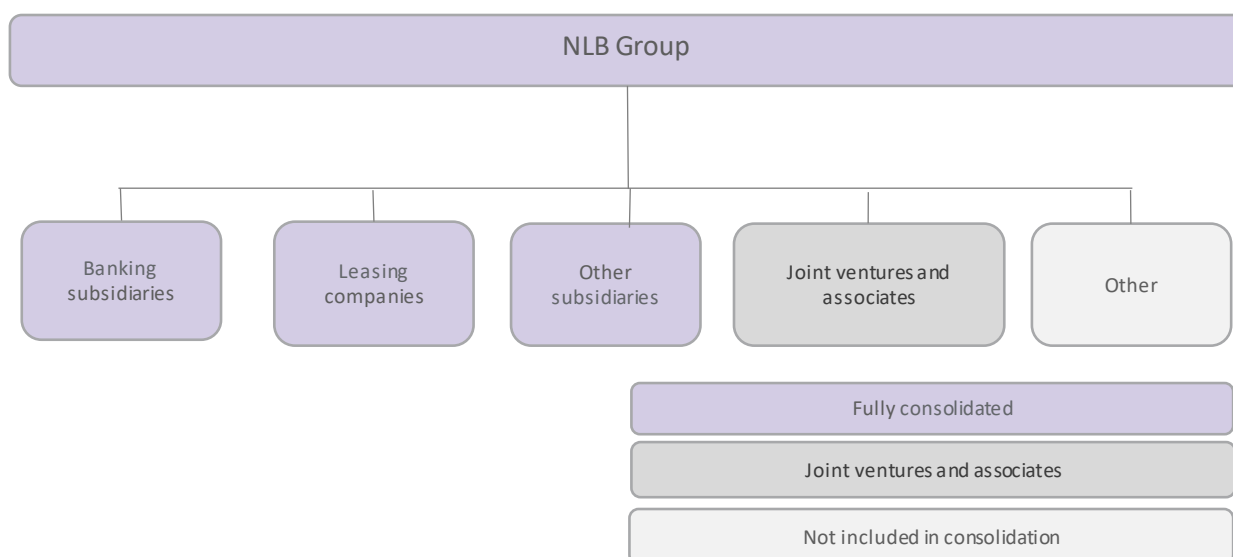 NLB Group
Banking
subsidiaries
Leasing
companies
Other
subsidiaries
Joint ventures and
associates
Other
Fully consolidated
Joint ventures and associates
Not included in consolidation